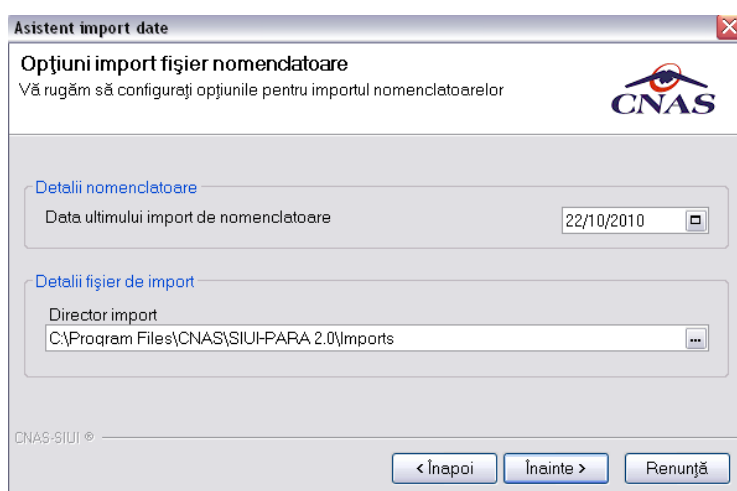 Asistent import date
Opţiuni import fişier nomenclatoare
Vă rugăm să configuraţi opţiunile pentru importul nomenclatoarelor
CNAS
Detalii nomenclatoare
Data ultimului import de nomenclatoare
22/10/2010
Detalii fişier de import
Director import
C:\Program Files\CNAS\SIUI-PARA 2.0\Imports
...
CNAS-SIUI ®
< Înapoi
Înainte >
Renunţă